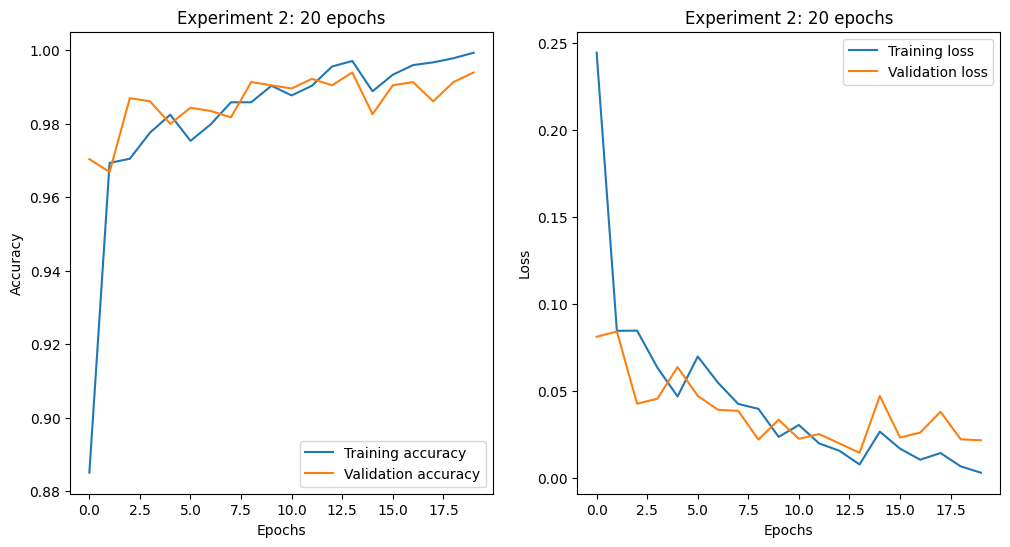 Experiment 2: 20 epochs
1.00
0.98
0.96
0.94
0.92
0.90
0.88
Accuracy
Training accuracy
Validation accuracy
0.0 2.5 5.0 7.5 10.0 12.5 15.0 17.5
Epochs
Experiment 2: 20 epochs
0.25
0.20
0.15
0.10
0.05
0.00
Loss
Training loss
Validation loss
0.0 2.5 5.0 7.5 10.0 12.5 15.0 17.5
Epochs